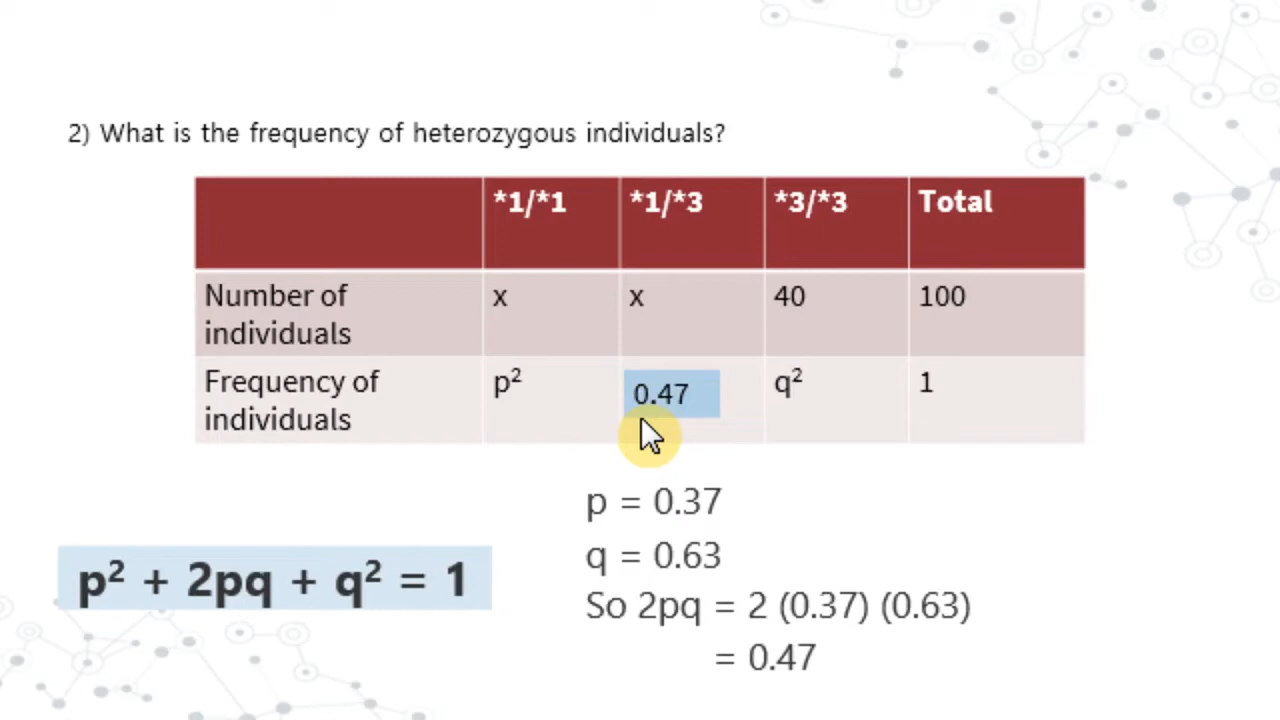 2) What is the frequency of heterozygous individuals?
*1/*1 *1/*3 *3/*3 Total
Number of individuals x x 40 100
Frequency of individuals p² 0.47 q² 1
p = 0.37
q = 0.63
p² + 2pq + q² = 1
So 2pq = 2 (0.37) (0.63)
= 0.47